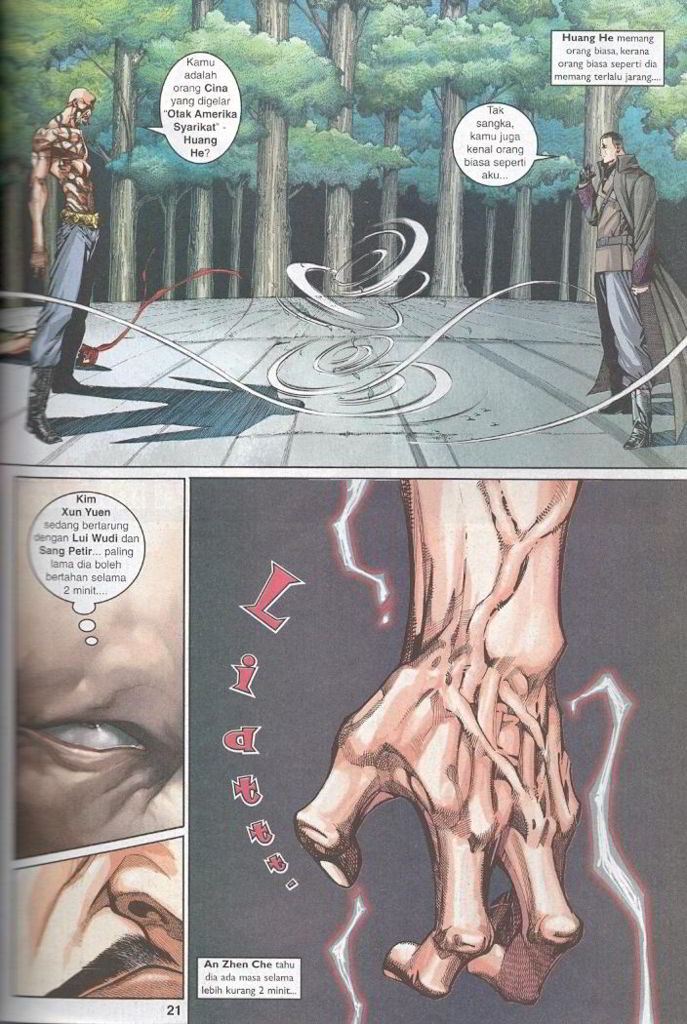 Kamu
adalah
orang Cina
yang digelar
"Otak Amerika
Syarikat" -
Huang
He?
Tak
sangka,
kamu juga
kenal orang
biasa seperti
aku...
Huang He memang
orang biasa, kerana
orang biasa seperti dia
memang terlalu jarang....
Kim
Xun Yuen
sedang bertarung
dengan Lui Wudi dan
Sang Petir... paling
lama dia boleh
bertahan selama
2 minit....
Lidttt..
An Zhen Che tahu
dia ada masa selama
lebih kurang 2 minit...
21